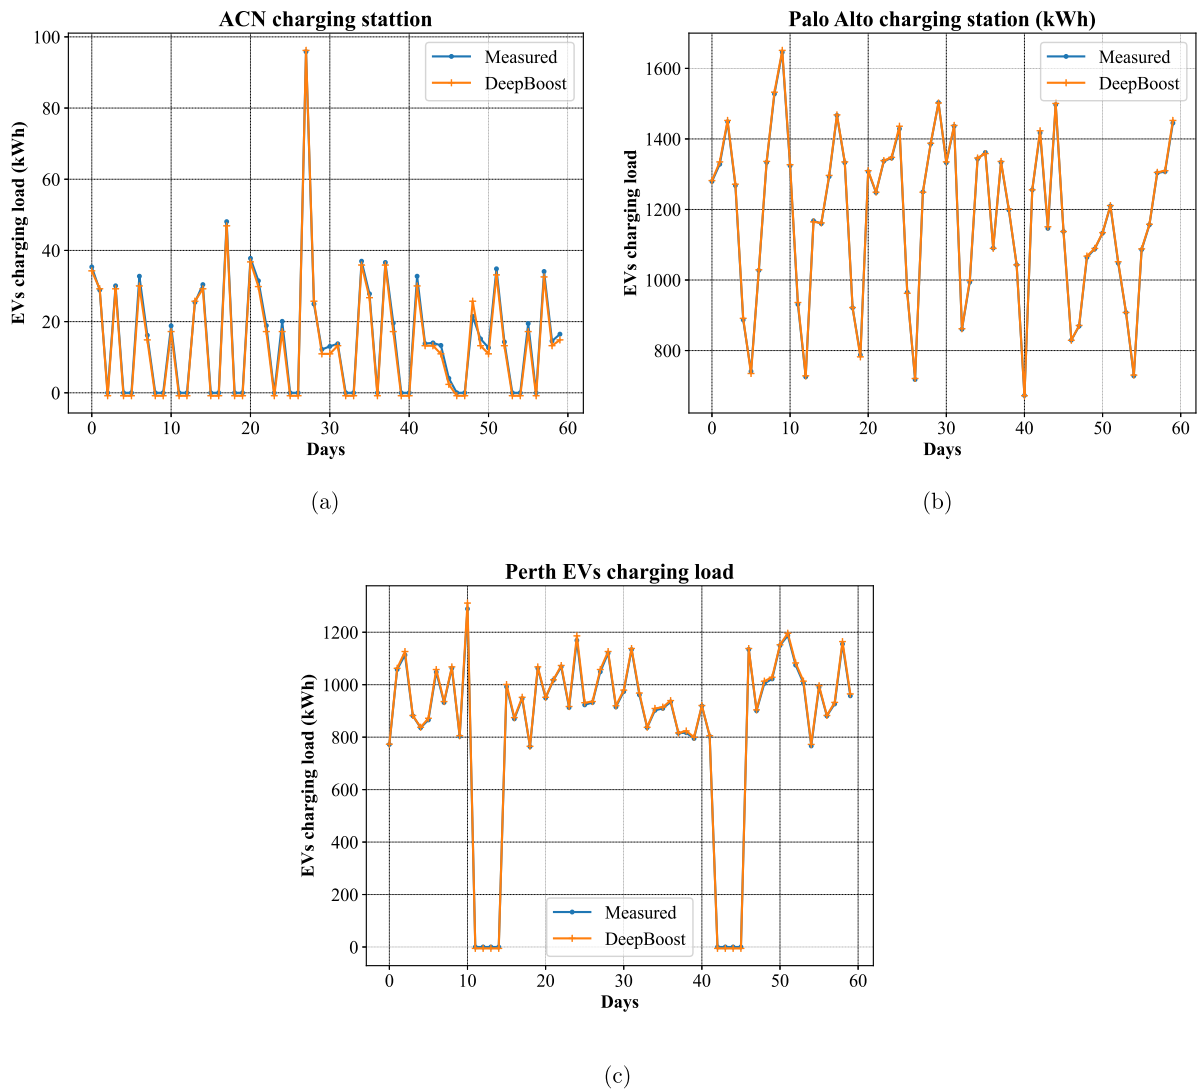 ACN charging stattion
100
80
60
40
20
0
EVs charging load (kWh)
Measured
DeepBoost
0 10 20 30 40 50 60
Days
(a)
Palo Alto charging station (kWh)
1600
1400
1200
1000
800
EVs charging load
Measured
DeepBoost
0 10 20 30 40 50 60
Days
(b)
Perth EVs charging load
1200
1000
800
600
400
200
0
EVs charging load (kWh)
Measured
DeepBoost
0 10 20 30 40 50 60
Days
(c)